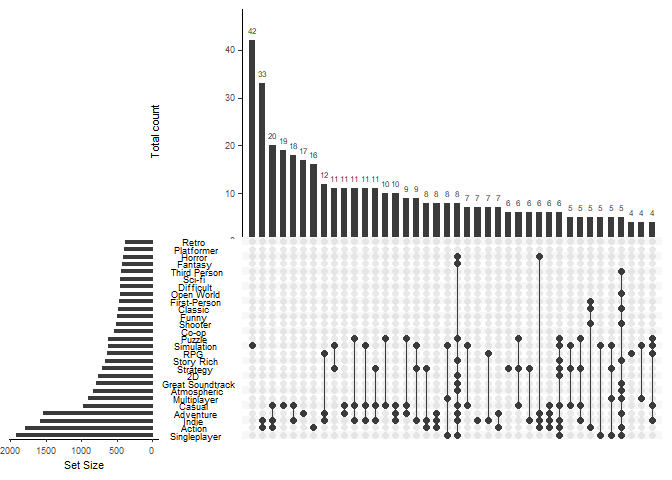 42
33
20
19
18
17
16
12
11
11
11
11
11
10
10
9
9
8
8
8
8
7
7
7
7
6
6
6
6
6
6
5
5
5
5
5
5
4
4
4
40
30
20
10
Total count
Retro
Platformer
Horror
Fantasy
Third Person
Sci-fi
Difficult
Open World
First-Person
Classic
Funny
Shooter
Co-op
Puzzle
Simulation
RPG
Story Rich
Strategy
2D
Great Soundtrack
Atmospheric
Multiplayer
Casual
Adventure
Indie
Action
Singleplayer
2000 1500 1000 500 0
Set Size